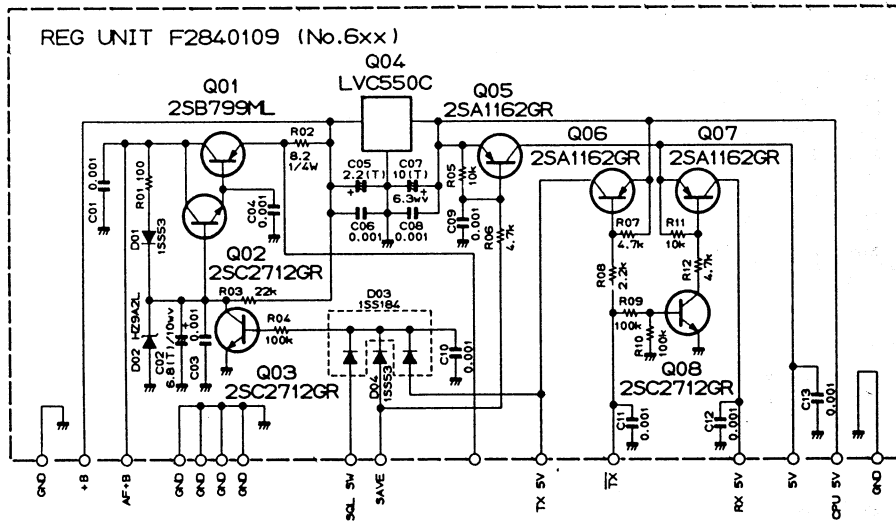 REG UNIT F2840109 (No.6xx)
Q04
LVC550C
Q01
2SB799ML
Q05
2SA1162GR
Q06
2SA1162GR
Q07
2SA1162GR
R02
8.2
1/4W
C05
2.2(T)
C07
10(T)
6.3wv
R05
10k
C01 0.001
R01 100
C04
0.001
C06
0.001
C08
0.001
C09
0.001
R06
4.7k
R07
4.7k
R11
10k
R08
2.2k
R12
4.7k
D01
1SS53
Q02
2SC2712GR
R03 22k
D03
1SS184
D02 HZ9A2L
C02
6.8(T)/10wv
C03 0.001
R04
100k
C10
0.001
R09
100k
R10
100k
D04
1SS53
Q03
2SC2712GR
Q08
2SC2712GR
C11
0.001
C12
0.001
C13
0.001
GND
+B
AF+B
GND
GND
GND
GND
SQL SW
SAVE
TX 5V
TX
RX 5V
5V
CPU 5V
GND